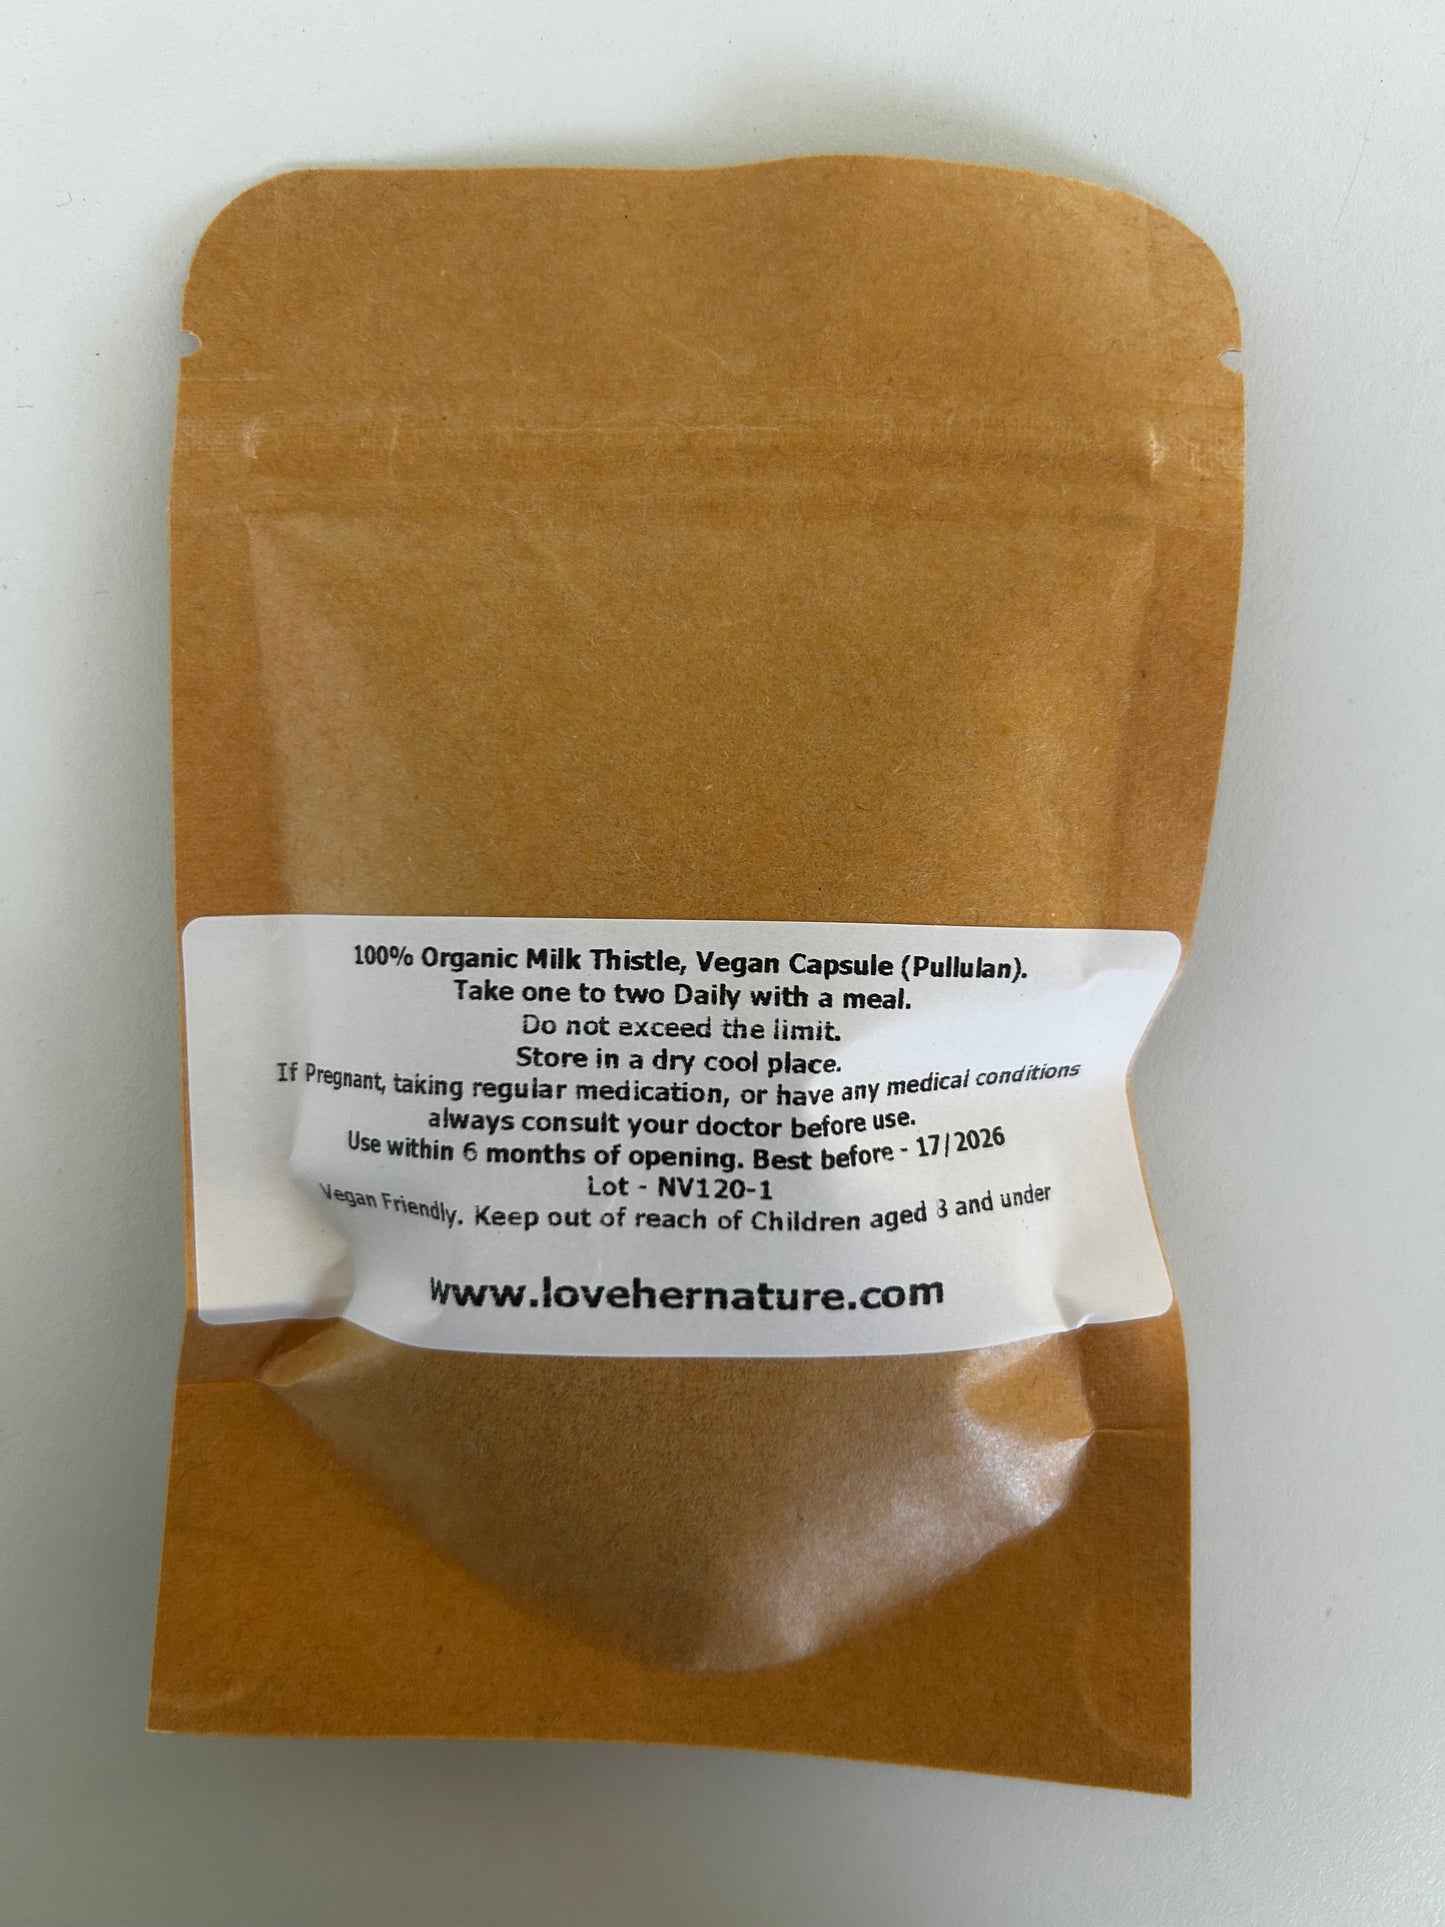 100% Organic Milk Thistle, Vegan Capsule (Pullulan).
Take one to two Daily with a meal.
Do not exceed the limit.
Store in a dry cool place.
If Pregnant, taking regular medication, or have any medical conditions
always consult your doctor before use.
Use within 6 months of opening. Best before - 17/2026
Lot - NV120-1
Vegan Friendly. Keep out of reach of Children aged 3 and under
www.lovehernature.com